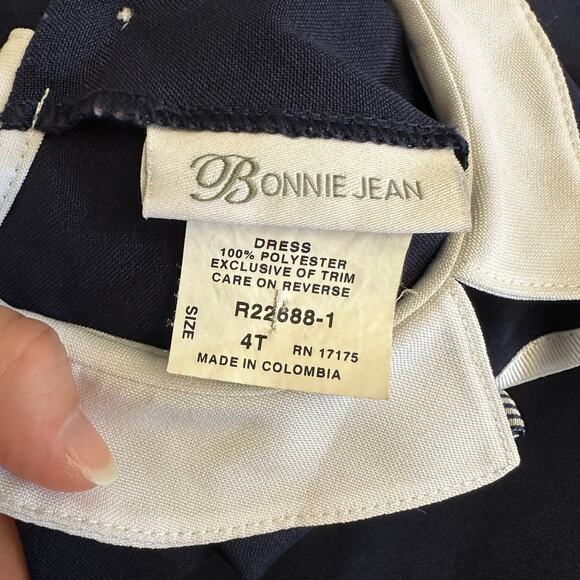 BONNIE JEAN
DRESS
100% POLYESTER
EXCLUSIVE OF TRIM
CARE ON REVERSE
R22688-1
SIZE
4T RN 17175
MADE IN COLOMBIA